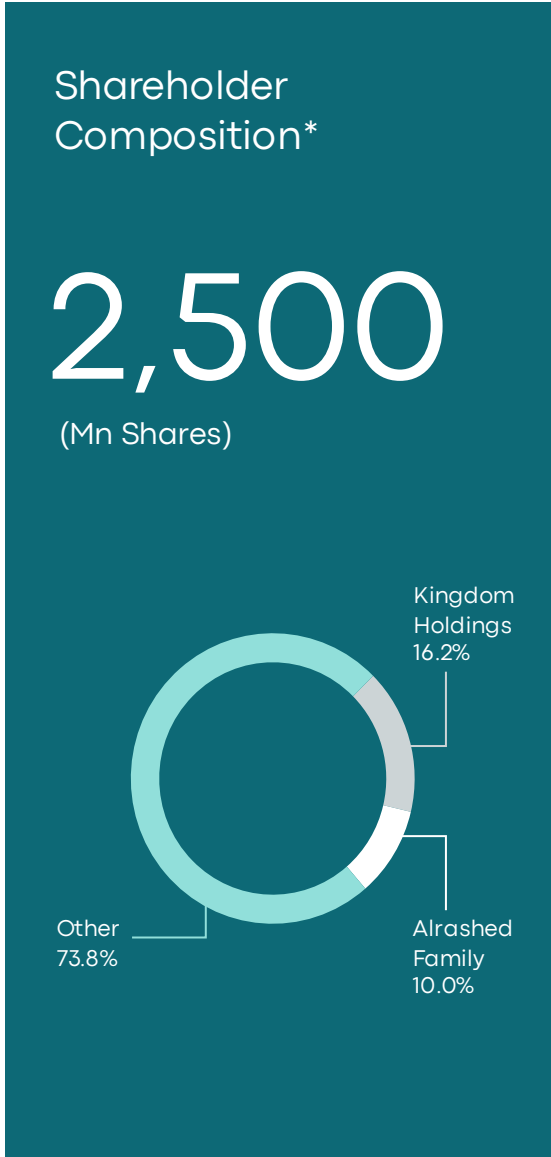 Shareholder
Composition*
2,500
(Mn Shares)
Kingdom
Holdings
16.2%
Other
73.8%
Alrashed
Family
10.0%